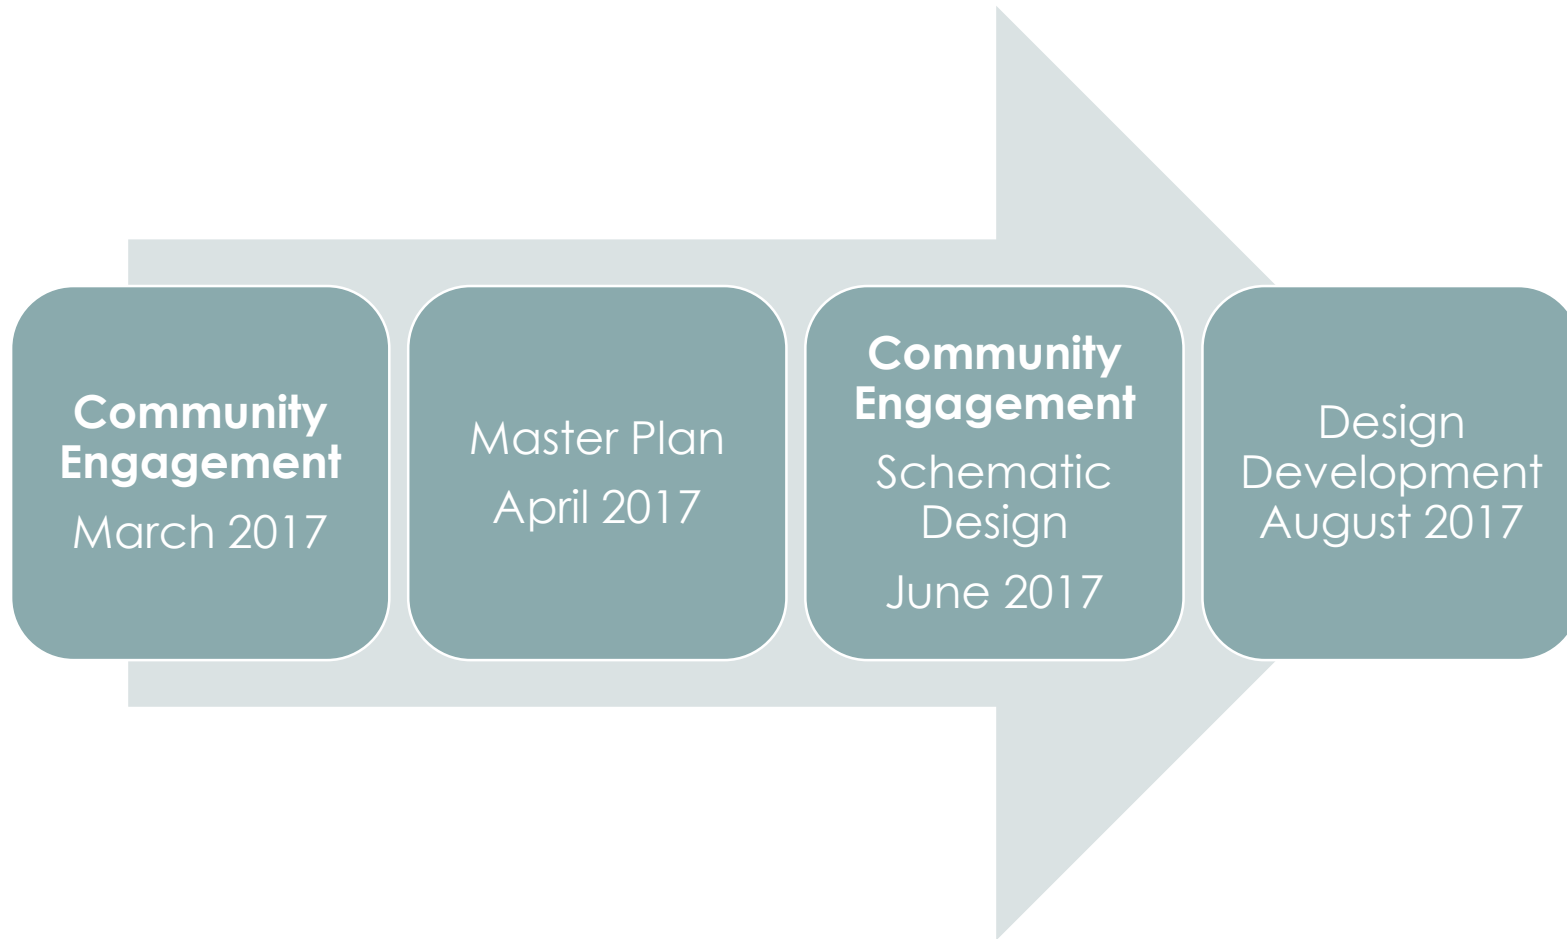 Community
Engagement
March 2017
Master Plan
April 2017
Community
Engagement
Schematic
Design
June 2017
Design
Development
August 2017